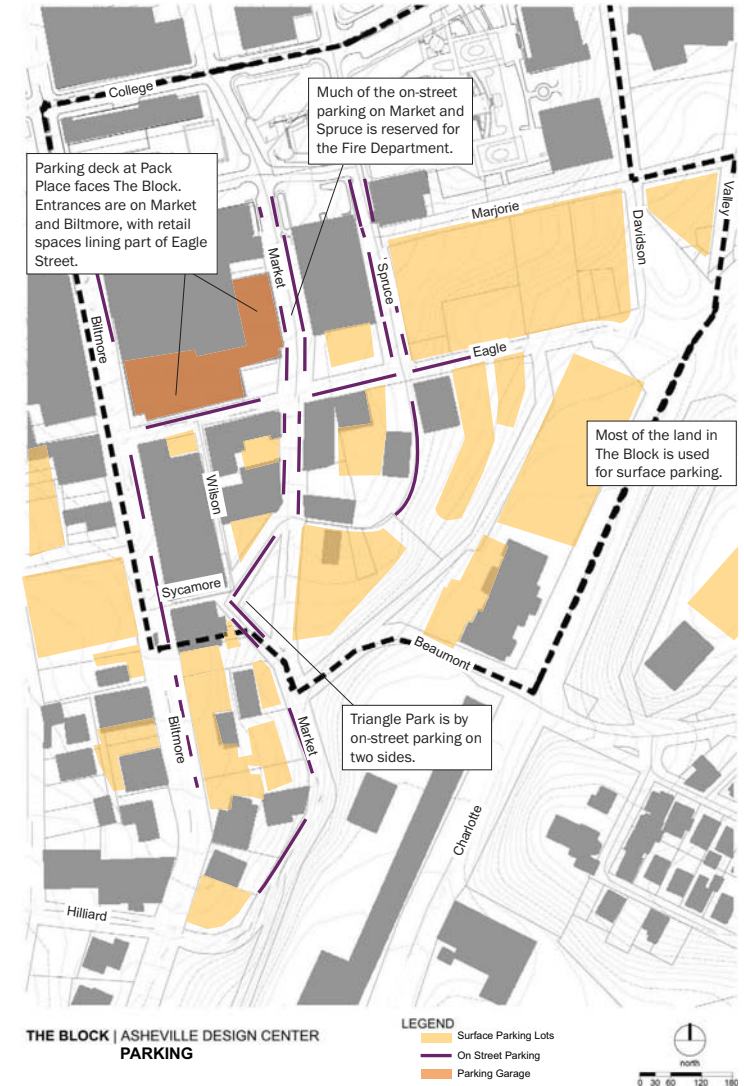 College
Much of the on-street
parking on Market and
Spruce is reserved for
the Fire Department.
Parking deck at Pack
Place faces The Block.
Entrances are on Market
and Biltmore, with retail
spaces lining part of Eagle
Street.
Marjorie
Valley
Davidson
Market
Spruce
Biltmore
Eagle
Most of the land in
The Block is used
for surface parking.
Wilson
Sycamore
Beaumont
Triangle Park is by
on-street parking on
two sides.
Biltmore
Market
Charlotte
Hilliard
THE BLOCK | ASHEVILLE DESIGN CENTER
PARKING
LEGEND
Surface Parking Lots
On Street Parking
Parking Garage
north
0 30 60 120 180